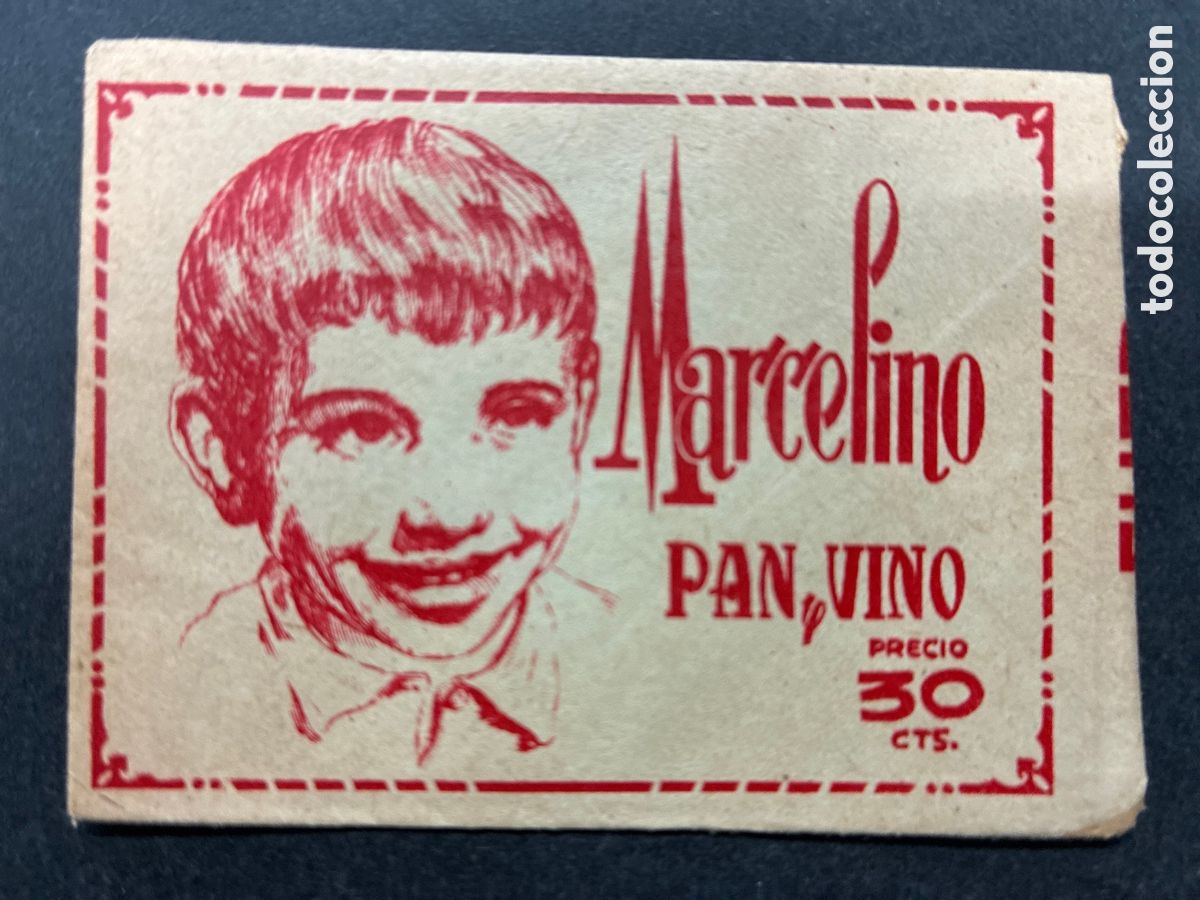 Marcelino
PAN y VINO
PRECIO
30
CTS.
todocoleccion